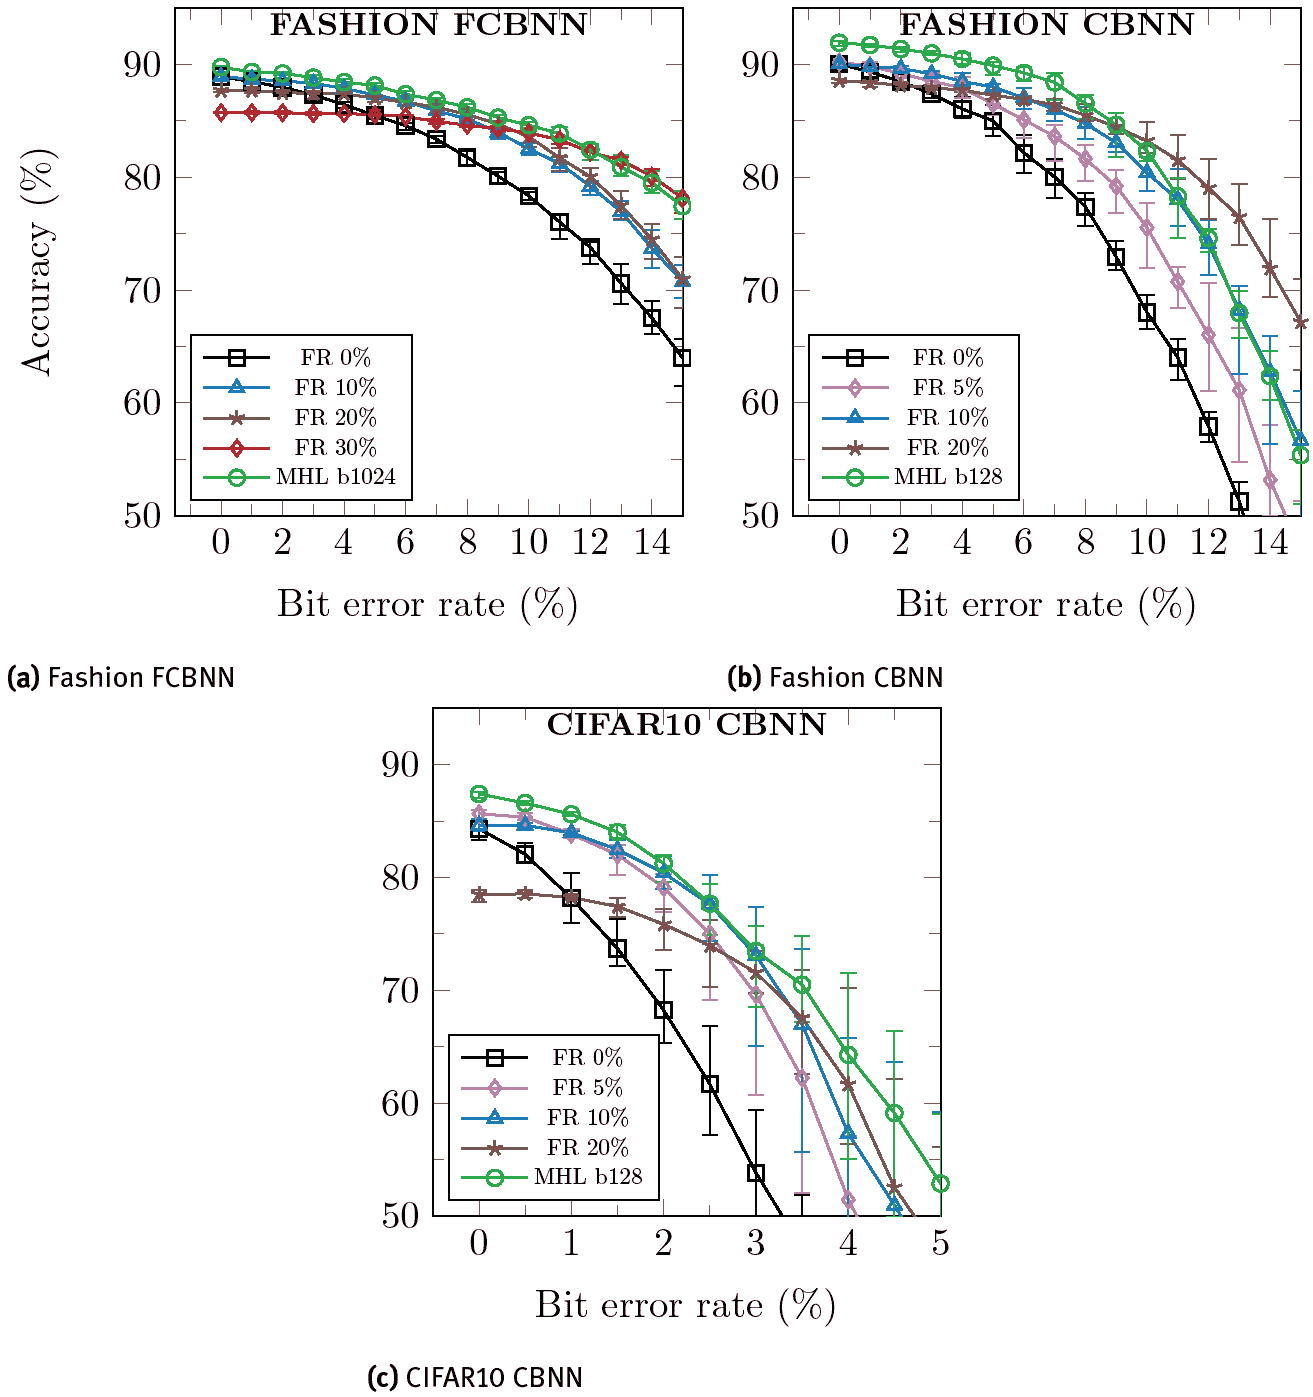 FASHION FCBNN
Accuracy (%)
90
80
70
60
50
FR 0%
FR 10%
FR 20%
FR 30%
MHL b1024
0 2 4 6 8 10 12 14
Bit error rate (%)
(a) Fashion FCBNN
FASHION CBNN
90
80
70
60
50
FR 0%
FR 5%
FR 10%
FR 20%
MHL b128
0 2 4 6 8 10 12 14
Bit error rate (%)
(b) Fashion CBNN
CIFAR10 CBNN
90
80
70
60
50
FR 0%
FR 5%
FR 10%
FR 20%
MHL b128
0 1 2 3 4 5
Bit error rate (%)
(c) CIFAR10 CBNN